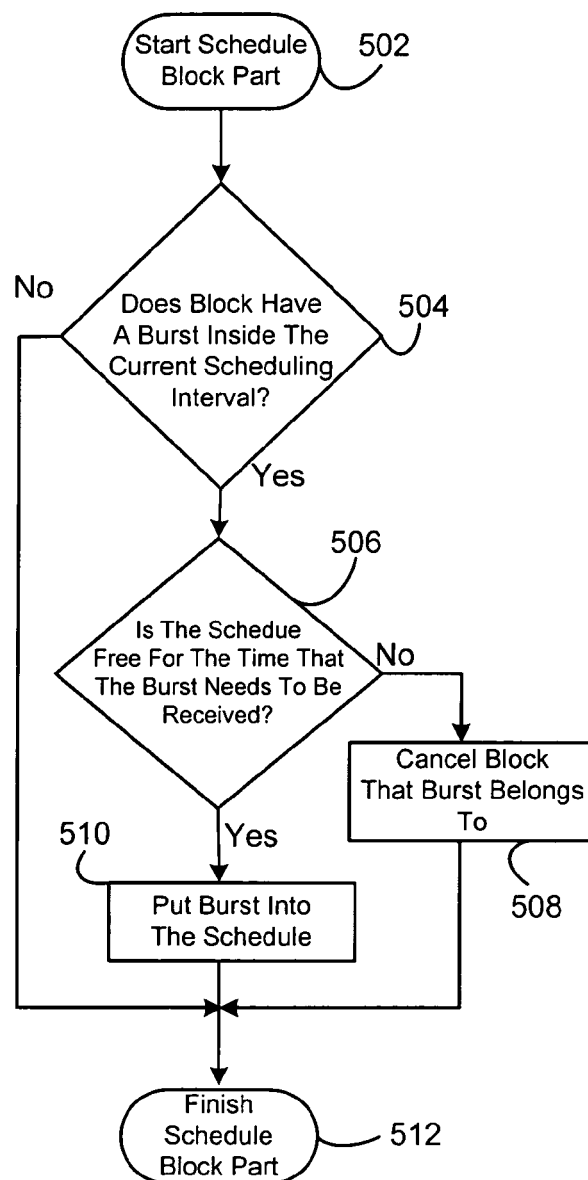 Start Schedule
Block Part
502
No
Does Block Have
A Burst Inside The
Current Scheduling
Interval?
504
Yes
506
Is The Schedue
Free For The Time That
The Burst Needs To Be
Received?
No
Cancel Block
That Burst Belongs
To
508
Yes
510
Put Burst Into
The Schedule
Finish
Schedule
Block Part
512